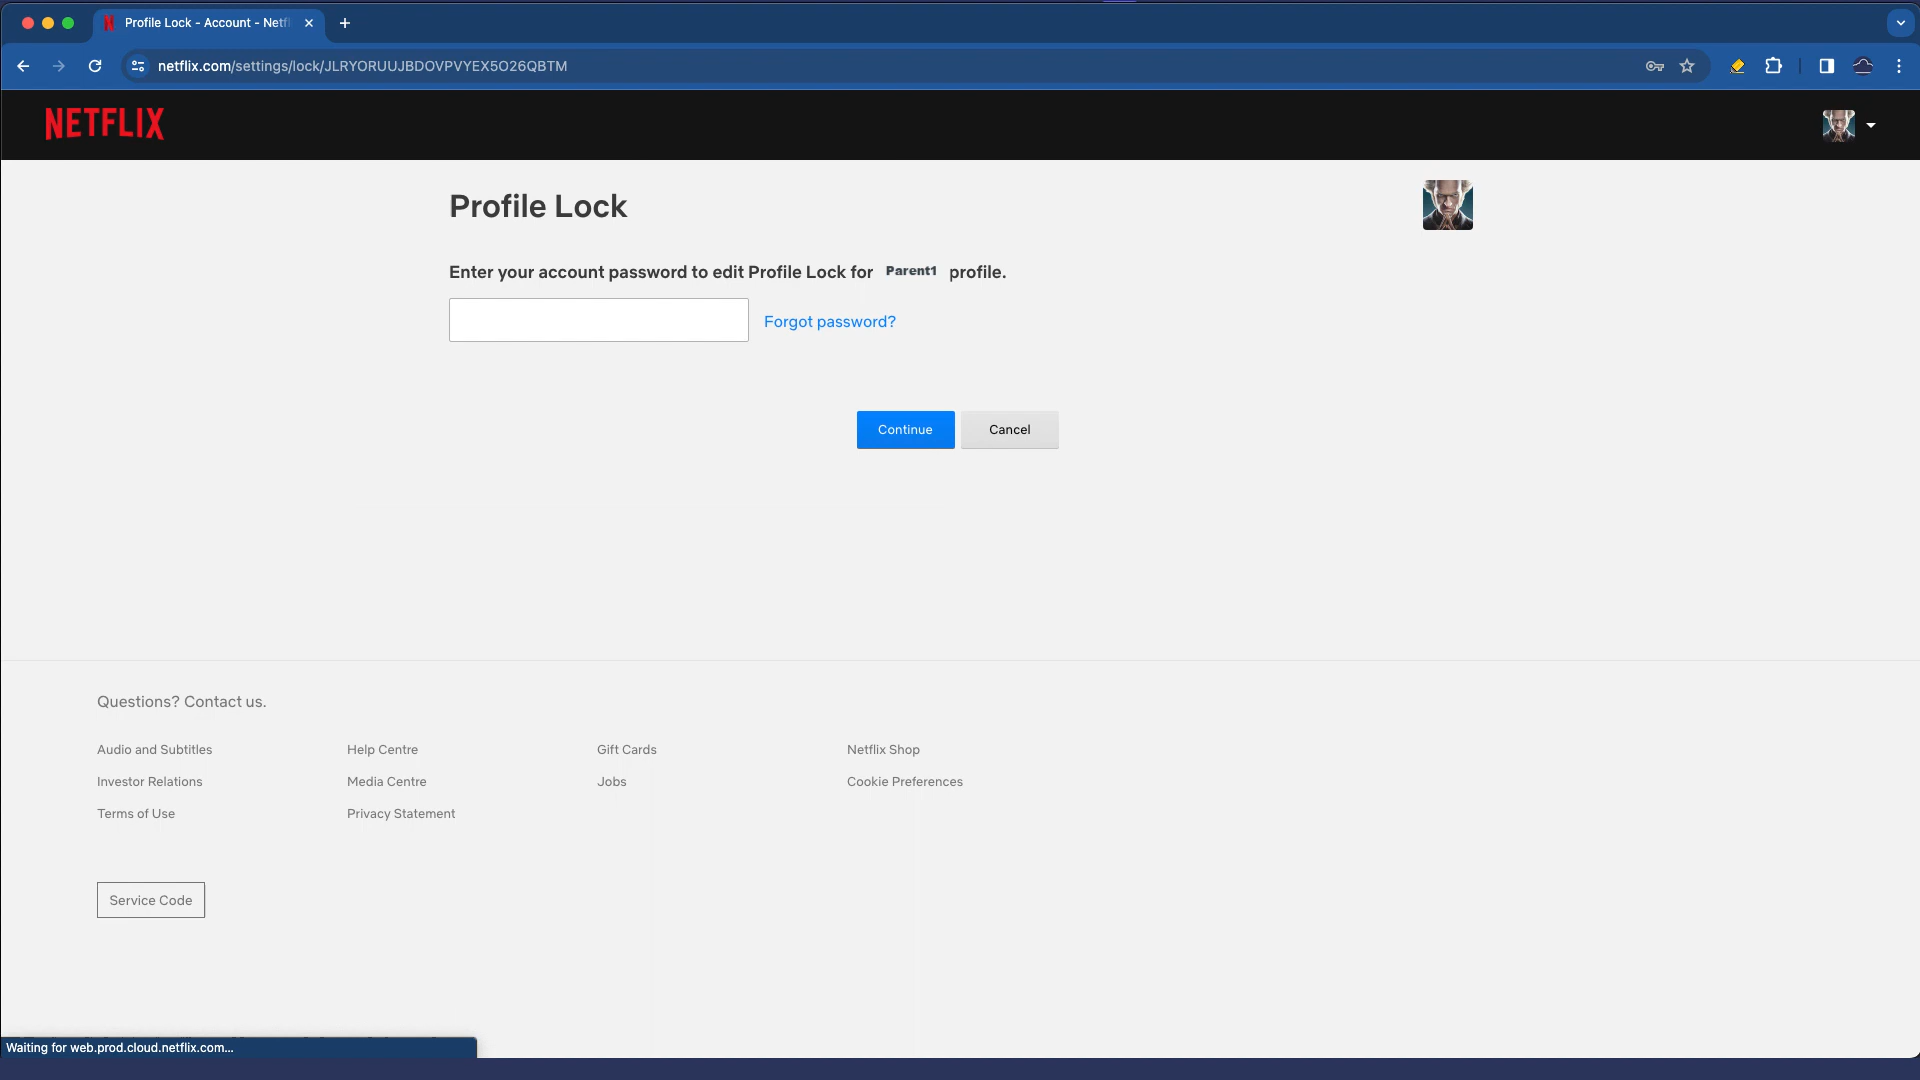 Profile Lock - Account - Netfl
netflix.com/settings/lock/JLRYORUUJBDOVPVYEX5O26QBTM
NETFLIX
Profile Lock
Enter your account password to edit Profile Lock for Parent1 profile.
Forgot password?
Continue
Cancel
Questions? Contact us.
Audio and Subtitles
Help Centre
Gift Cards
Netflix Shop
Investor Relations
Media Centre
Jobs
Cookie Preferences
Terms of Use
Privacy Statement
Service Code
Waiting for web.prod.cloud.netflix.com...